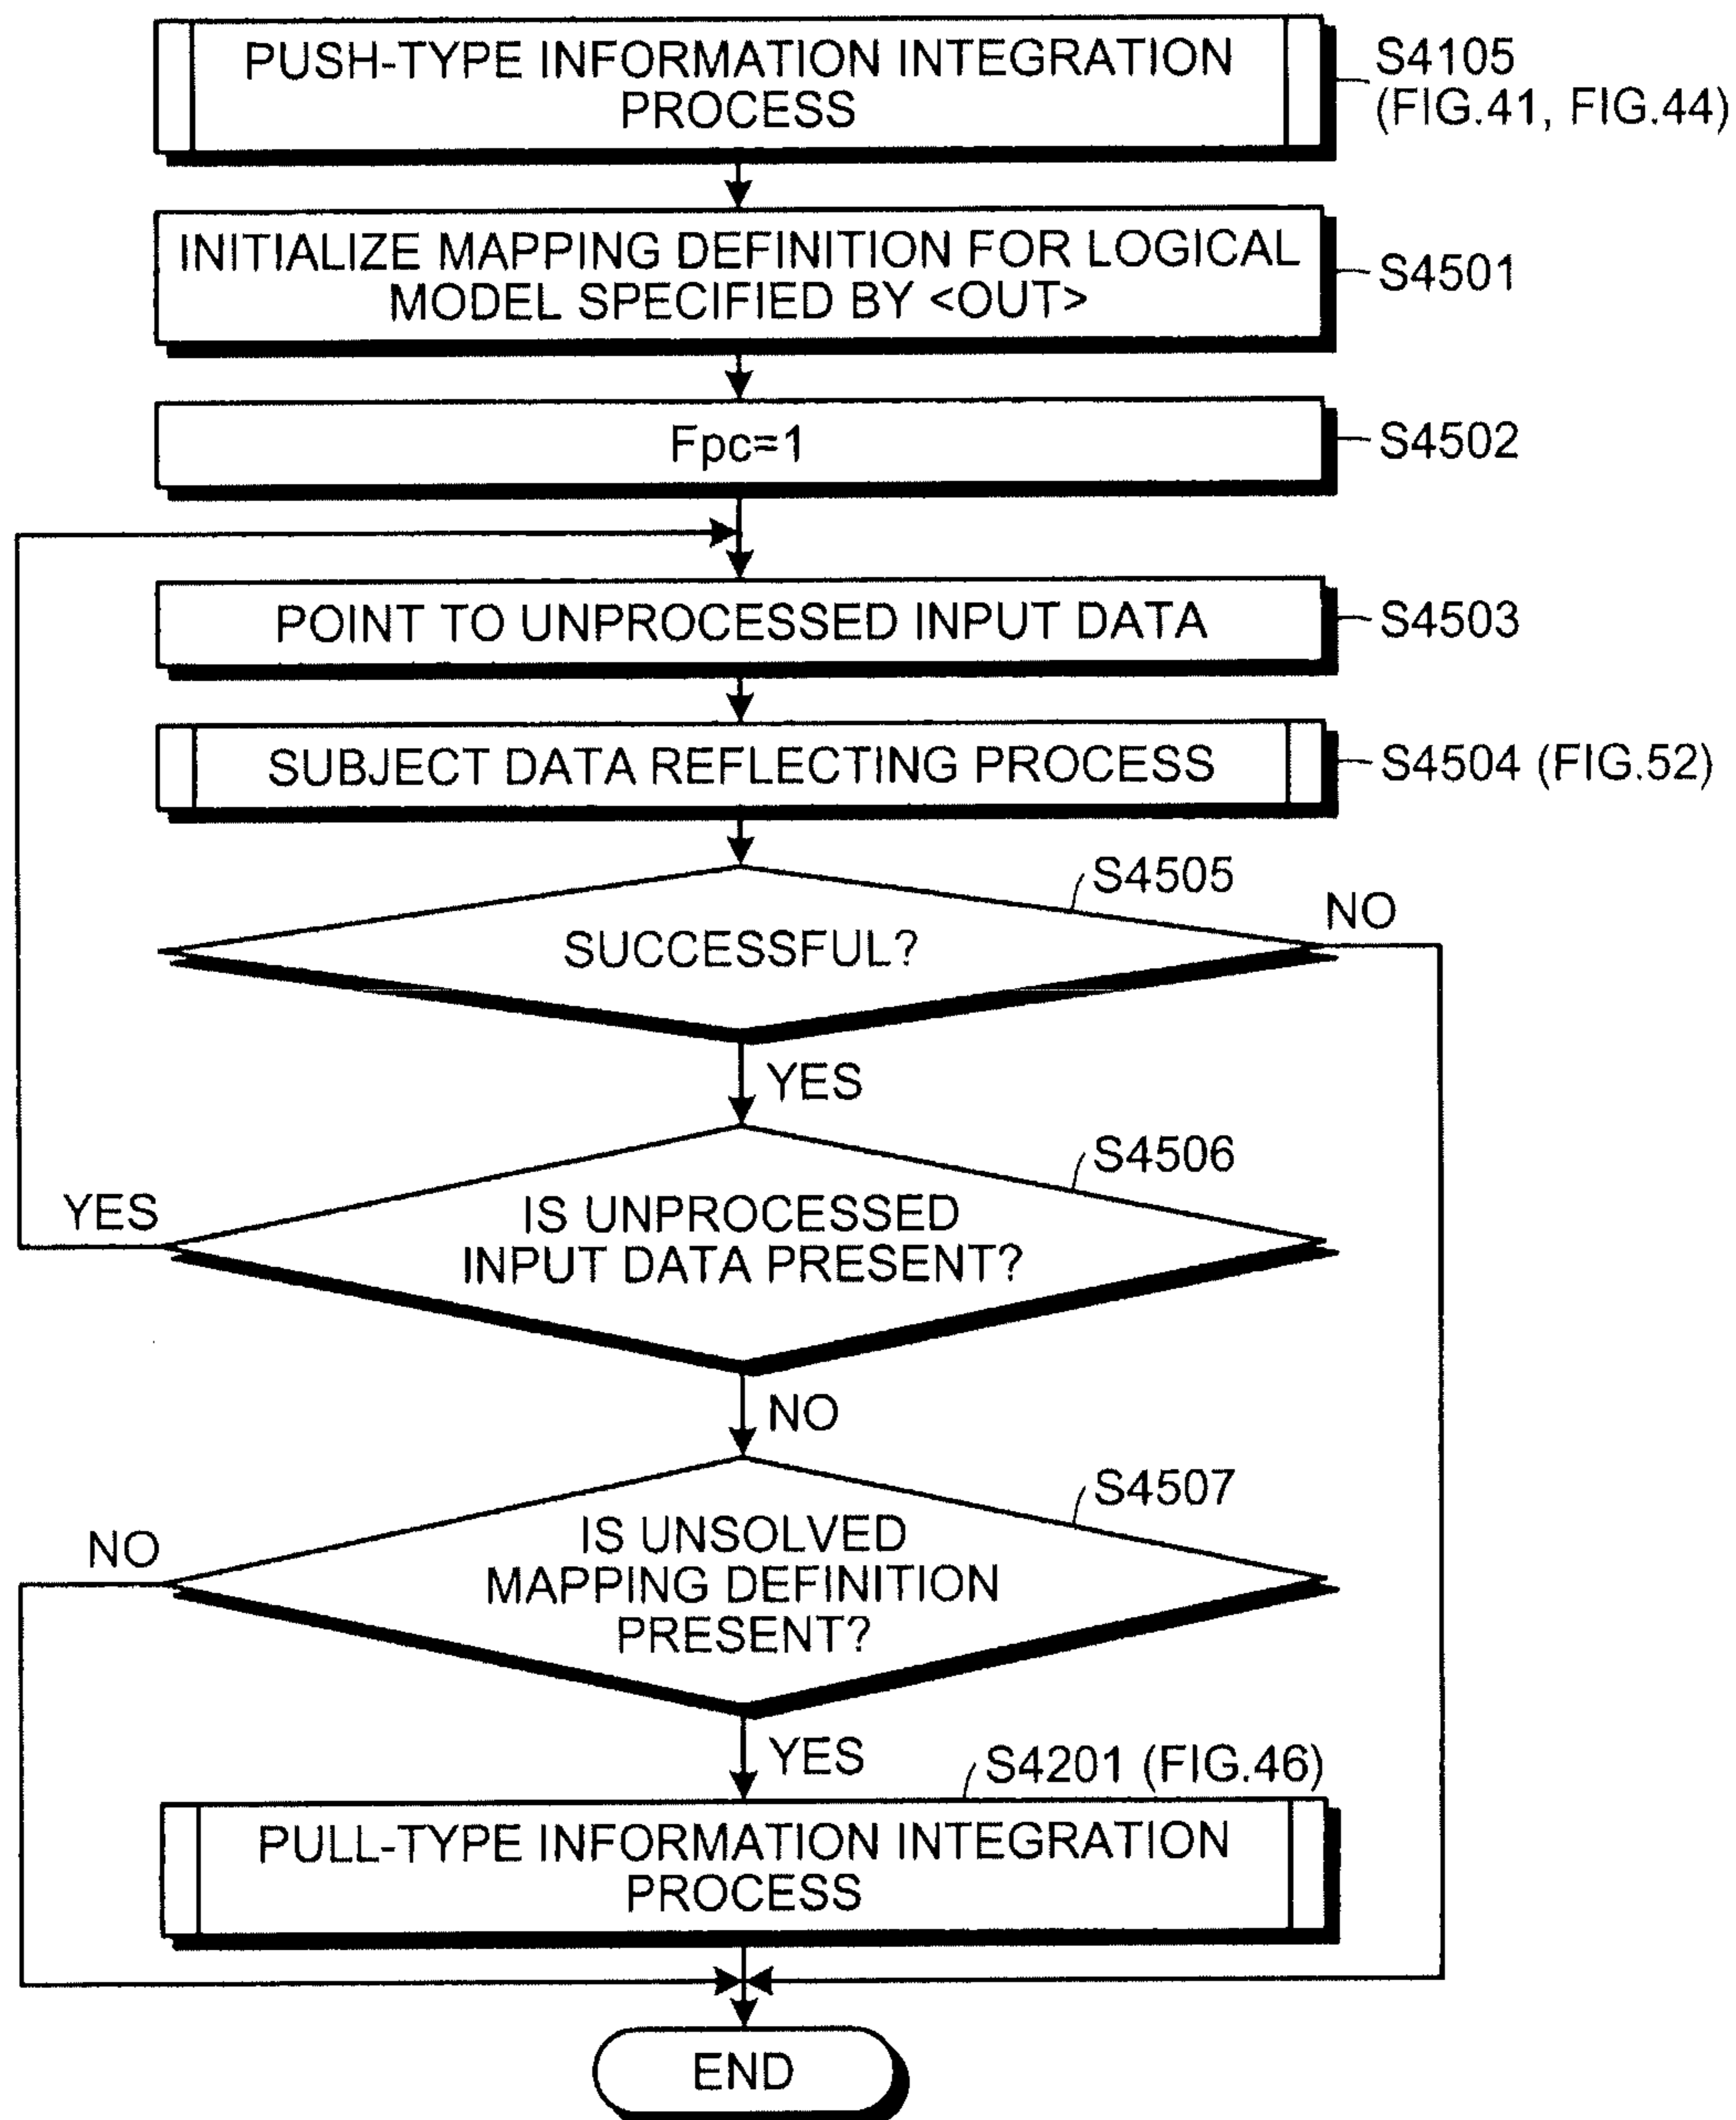 PUSH-TYPE INFORMATION INTEGRATION
PROCESS
S4105
(FIG.41, FIG.44)
INITIALIZE MAPPING DEFINITION FOR LOGICAL
MODEL SPECIFIED BY <OUT>
S4501
Fpc=1
S4502
POINT TO UNPROCESSED INPUT DATA
S4503
SUBJECT DATA REFLECTING PROCESS
S4504 (FIG.52)
S4505
NO
SUCCESSFUL?
YES
S4506
YES
IS UNPROCESSED
INPUT DATA PRESENT?
NO
S4507
NO
IS UNSOLVED
MAPPING DEFINITION
PRESENT?
YES
S4201 (FIG.46)
PULL-TYPE INFORMATION INTEGRATION
PROCESS
END